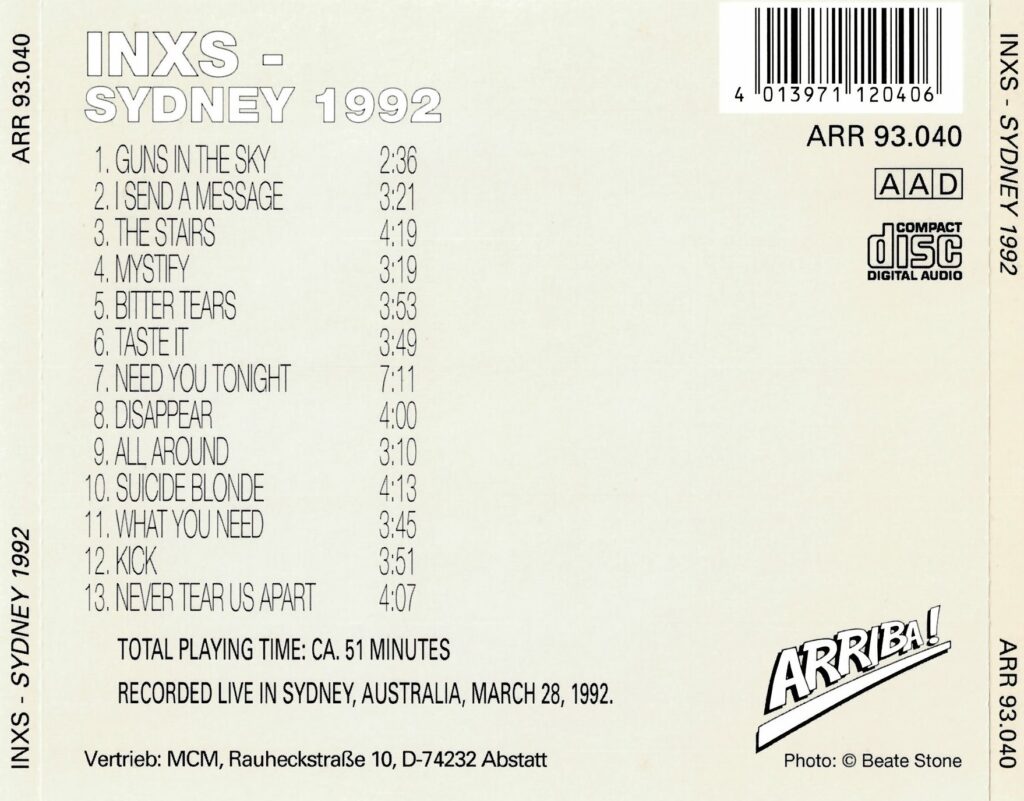 ARR 93.040
INXS - SYDNEY 1992
INXS -
SYDNEY 1992
1. GUNS IN THE SKY 2:36
2. I SEND A MESSAGE 3:21
3. THE STAIRS 4:19
4. MYSTIFY 3:19
5. BITTER TEARS 3:53
6. TASTE IT 3:49
7. NEED YOU TONIGHT 7:11
8. DISAPPEAR 4:00
9. ALL AROUND 3:10
10. SUICIDE BLONDE 4:13
11. WHAT YOU NEED 3:45
12. KICK 3:51
13. NEVER TEAR US APART 4:07
TOTAL PLAYING TIME: CA. 51 MINUTES
RECORDED LIVE IN SYDNEY, AUSTRALIA, MARCH 28, 1992.
Vertrieb: MCM, Rauheckstraße 10, D-74232 Abstatt
4 013971 120406
ARR 93.040
AAD
COMPACT
disc
DIGITAL AUDIO
ARRIBA!
Photo: © Beate Stone
INXS - SYDNEY 1992
ARR 93.040